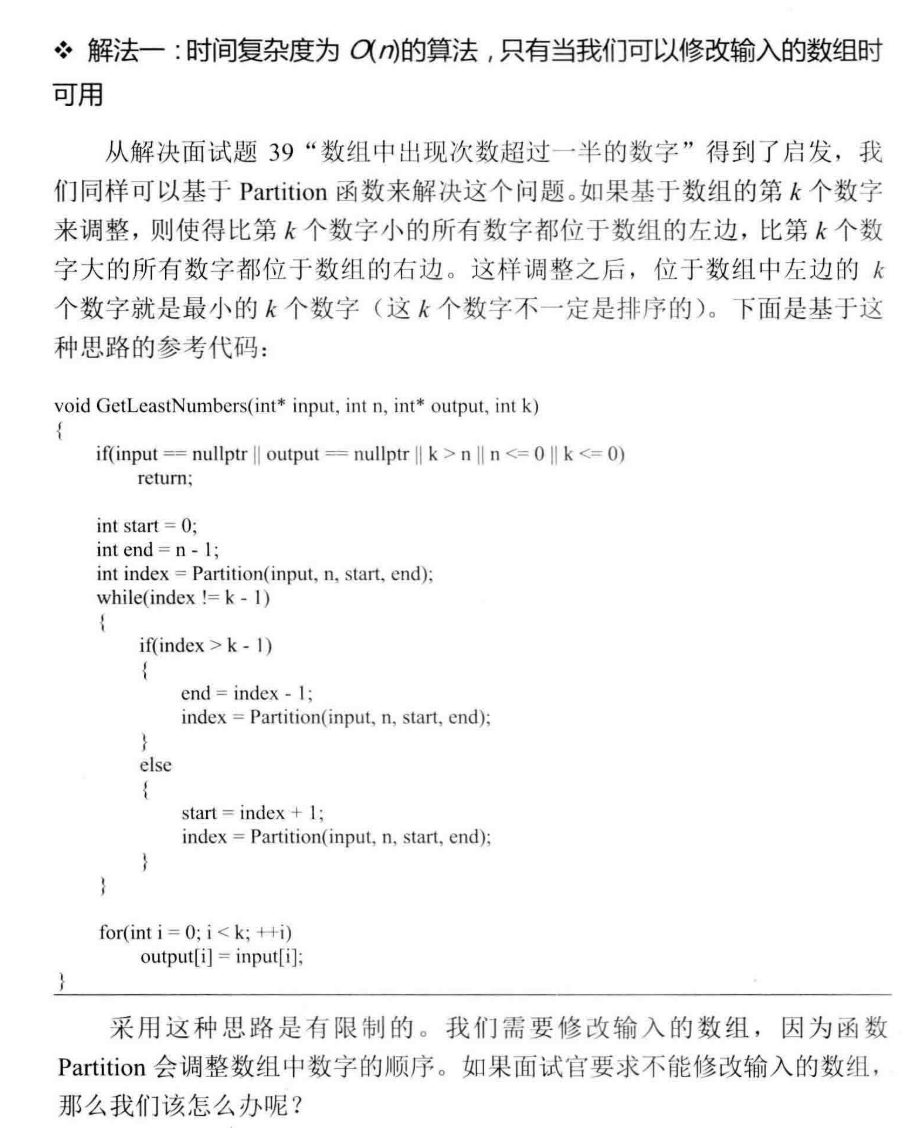 ❖ 解法一:时间复杂度为 O(n)的算法,只有当我们可以修改输入的数组时
可用
从解决面试题 39“数组中出现次数超过一半的数字”得到了启发，我
们同样可以基于 Partition 函数来解决这个问题。如果基于数组的第 k 个数字
来调整，则使得比第 k 个数字小的所有数字都位于数组的左边，比第 k 个数
字大的所有数字都位于数组的右边。这样调整之后，位于数组中左边的 k
个数字就是最小的 k 个数字（这 k 个数字不一定是排序的）。下面是基于这
种思路的参考代码：
void GetLeastNumbers(int* input, int n, int* output, int k)
{
if(input == nullptr || output == nullptr || k > n || n <= 0 || k <= 0)
return;
int start = 0;
int end = n - 1;
int index = Partition(input, n, start, end);
while(index != k - 1)
{
if(index > k - 1)
{
end = index - 1;
index = Partition(input, n, start, end);
}
else
{
start = index + 1;
index = Partition(input, n, start, end);
}
}
for(int i = 0; i < k; ++i)
output[i] = input[i];
}
采用这种思路是有限制的。我们需要修改输入的数组，因为函数
Partition 会调整数组中数字的顺序。如果面试官要求不能修改输入的数组，
那么我们该怎么办呢？